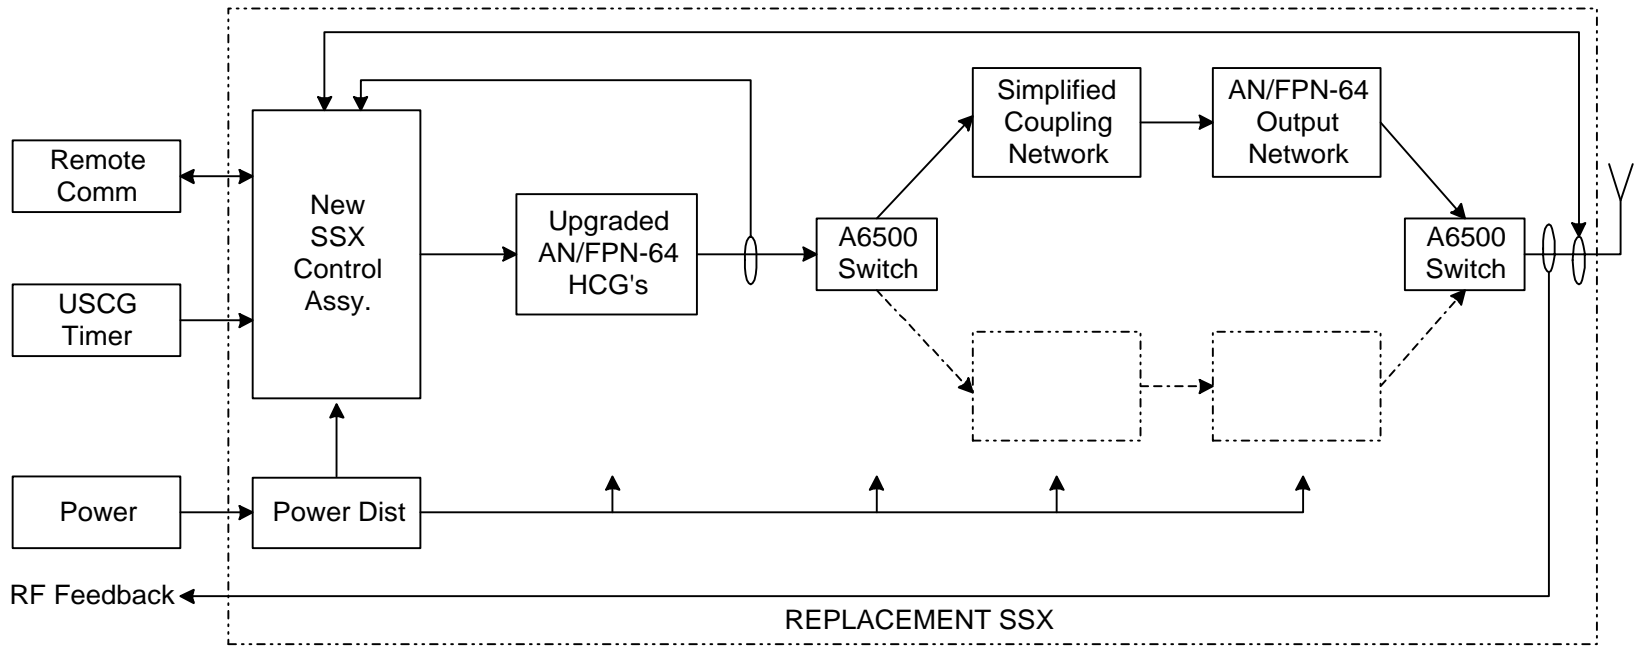 Remote
Comm
USCG
Timer
Power
RF Feedback
New
SSX
Control
Assy.
Power Dist
Upgraded
AN/FPN-64
HCG's
A6500
Switch
Simplified
Coupling
Network
AN/FPN-64
Output
Network
A6500
Switch
REPLACEMENT SSX